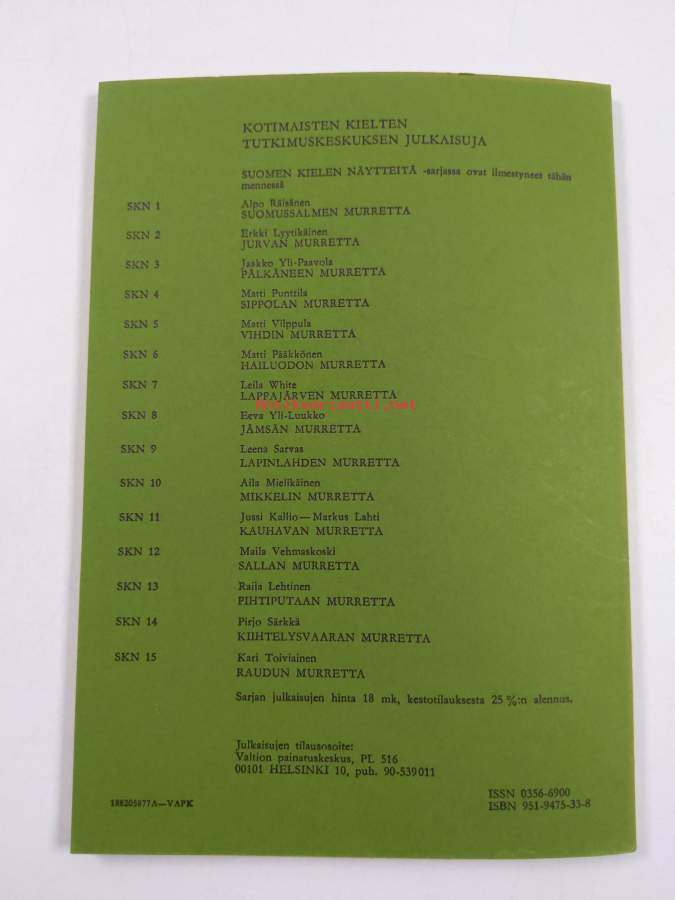 KOTIMAISTEN KIELTEN
TUTKIMUSKESKUKSEN JULKAISUJA
SUOMEN KIELEN NÄYTTEITÄ -sarjassa ovat ilmestyneet tähän
mennessä
SKN 1 Alpo Räisänen
SUOMUSSALMEN MURRETTA
SKN 2 Erkki Lyytikäinen
JURVAN MURRETTA
SKN 3 Jaakko Yli-Paavola
PÄLKÄNEEN MURRETTA
SKN 4 Matti Punttila
SIPPOLAN MURRETTA
SKN 5 Matti Vilppula
VIHDIN MURRETTA
SKN 6 Matti Pääkkönen
HAILUODON MURRETTA
SKN 7 Leila White
LAPPAJÄRVEN MURRETTA
antikvariaatti.net
SKN 8 Eeva Yli-Luukko
JÄMSÄN MURRETTA
SKN 9 Leena Sarvas
LAPINLAHDEN MURRETTA
SKN 10 Aila Mielikäinen
MIKKELIN MURRETTA
SKN 11 Jussi Kallio—Markus Lahti
KAUHAVAN MURRETTA
SKN 12 Maila Vehmaskoski
SALLAN MURRETTA
SKN 13 Raija Lehtinen
PIHTIPUTAAN MURRETTA
SKN 14 Pirjo Särkkä
KIIHTELYSVAARAN MURRETTA
SKN 15 Kari Toiviainen
RAUDUN MURRETTA
Sarjan julkaisujen hinta 18 mk, kestotilauksesta 25 %:n alennus.
Julkaisujen tilausosoite:
Valtion painatuskeskus, PL 516
00101 HELSINKI 10, puh. 90-539011
188205877A—VAPK
ISSN 0356-6900
ISBN 951-9475-33-8